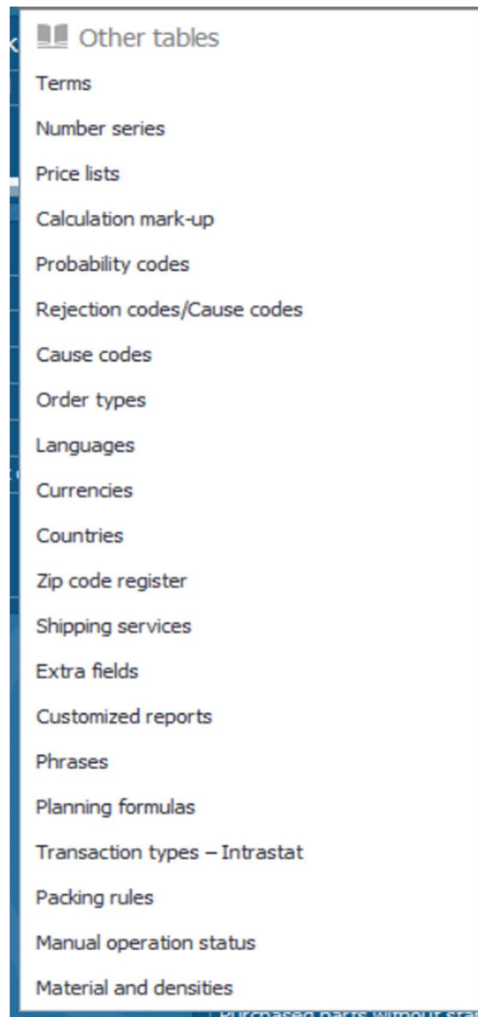 Other tables
Terms
Number series
Price lists
Calculation mark-up
Probability codes
Rejection codes/Cause codes
Cause codes
Order types
Languages
Currencies
Countries
Zip code register
Shipping services
Extra fields
Customized reports
Phrases
Planning formulas
Transaction types – Intrastat
Packing rules
Manual operation status
Material and densities